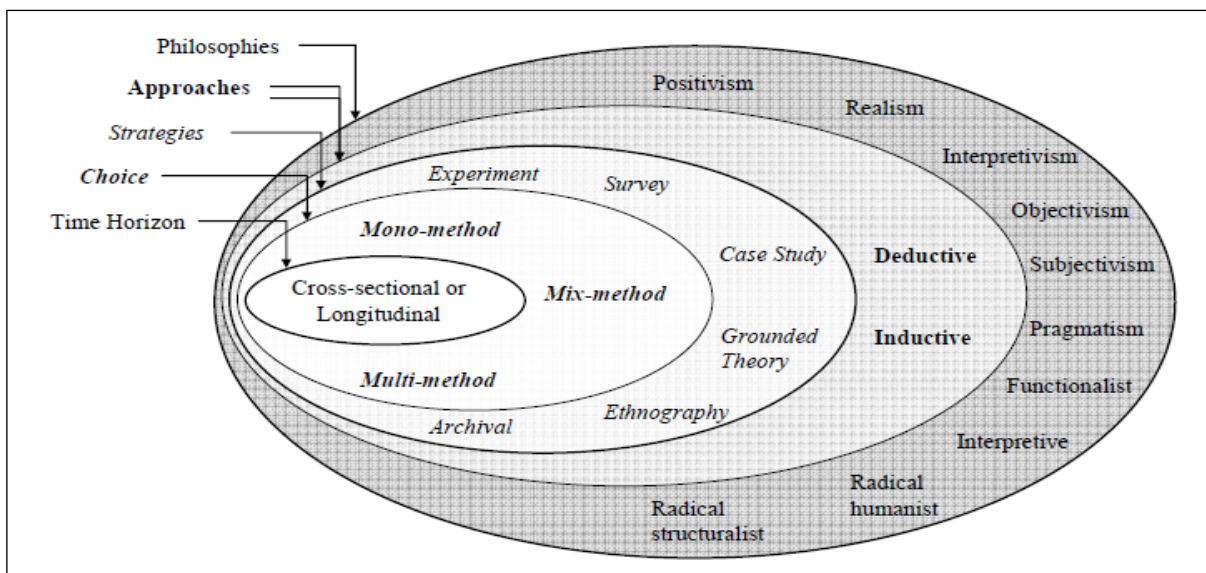 Philosophies
Approaches
Strategies
Choice
Time Horizon
Positivism
Realism
Interpretivism
Objectivism
Subjectivism
Pragmatism
Functionalist
Interpretive
Radical
humanist
Radical
structuralist
Deductive
Inductive
Experiment
Survey
Case Study
Grounded
Theory
Ethnography
Archival
Mono-method
Mix-method
Multi-method
Cross-sectional or
Longitudinal